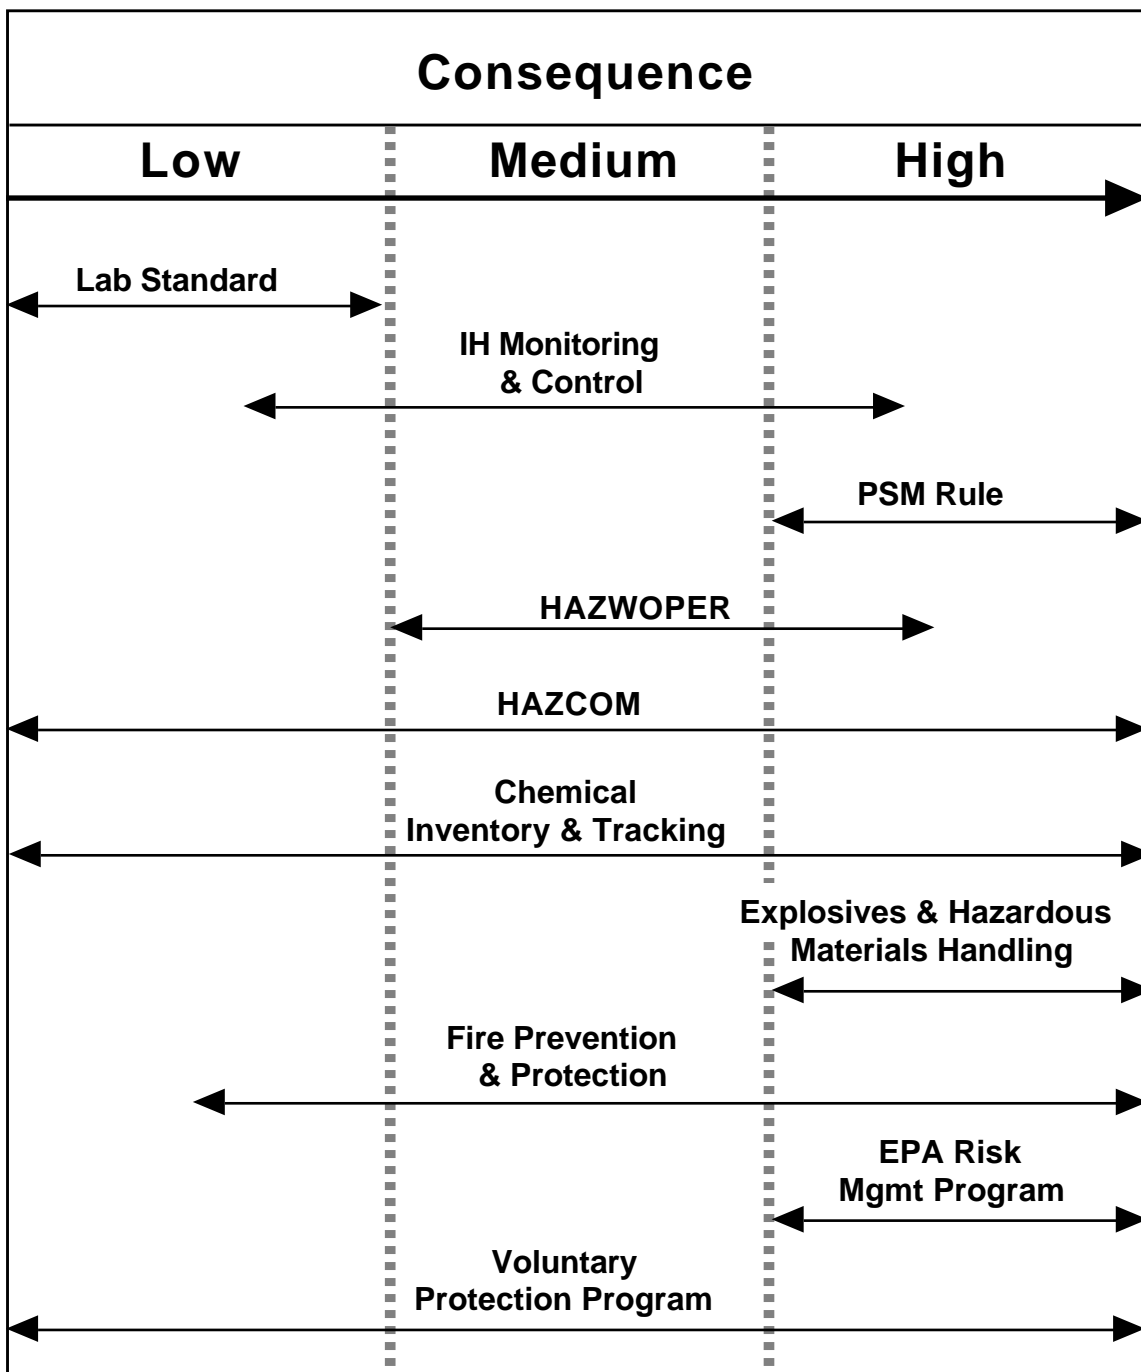 Consequence
Low Medium High
Lab Standard
IH Monitoring
& Control
PSM Rule
HAZWOPER
HAZCOM
Chemical
Inventory & Tracking
Explosives & Hazardous
Materials Handling
Fire Prevention
& Protection
EPA Risk
Mgmt Program
Voluntary
Protection Program